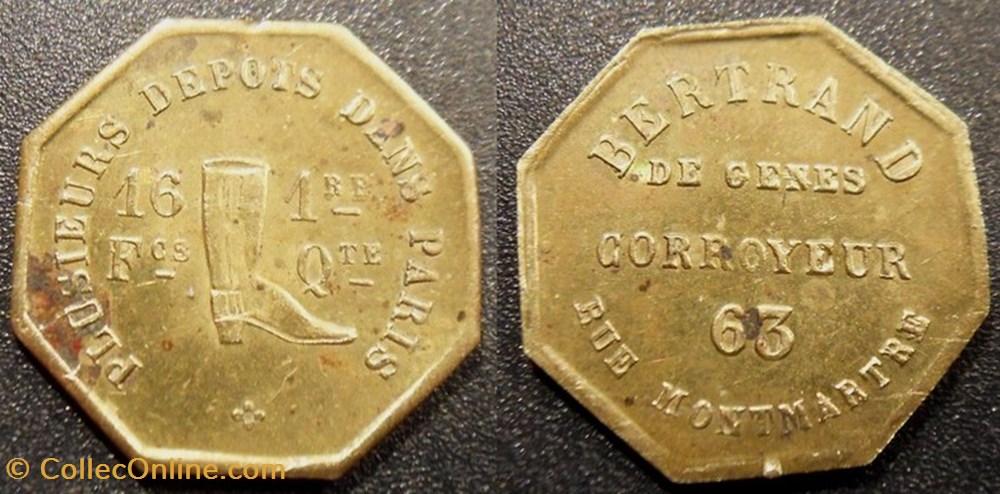 PLUSIEURS DEPOTS DANS PARIS
16 1RE
FCS QTE
BERTRAND
DE GENES
CORROYEUR
63
RUE MONTMARTRE
© CollecOnline.com